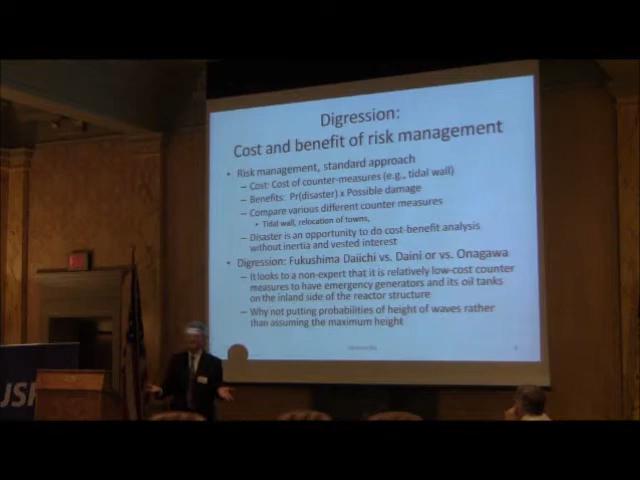 Digression:
Cost and benefit of risk management
• Risk management, standard approach
– Cost: Cost of counter-measures (e.g., tidal wall)
– Benefits: Pr(disaster) x Possible damage
– Compare various different counter measures
• Tidal wall, relocation of towns,
– Disaster is an opportunity to do cost-benefit analysis
without inertia and vested interest
• Digression: Fukushima Daiichi vs. Daini or vs. Onagawa
– It looks to a non-expert that it is relatively low-cost counter
measures to have emergency generators and its oil tanks
on the inland side of the reactor structure
– Why not putting probabilities of height of waves rather
than assuming the maximum height